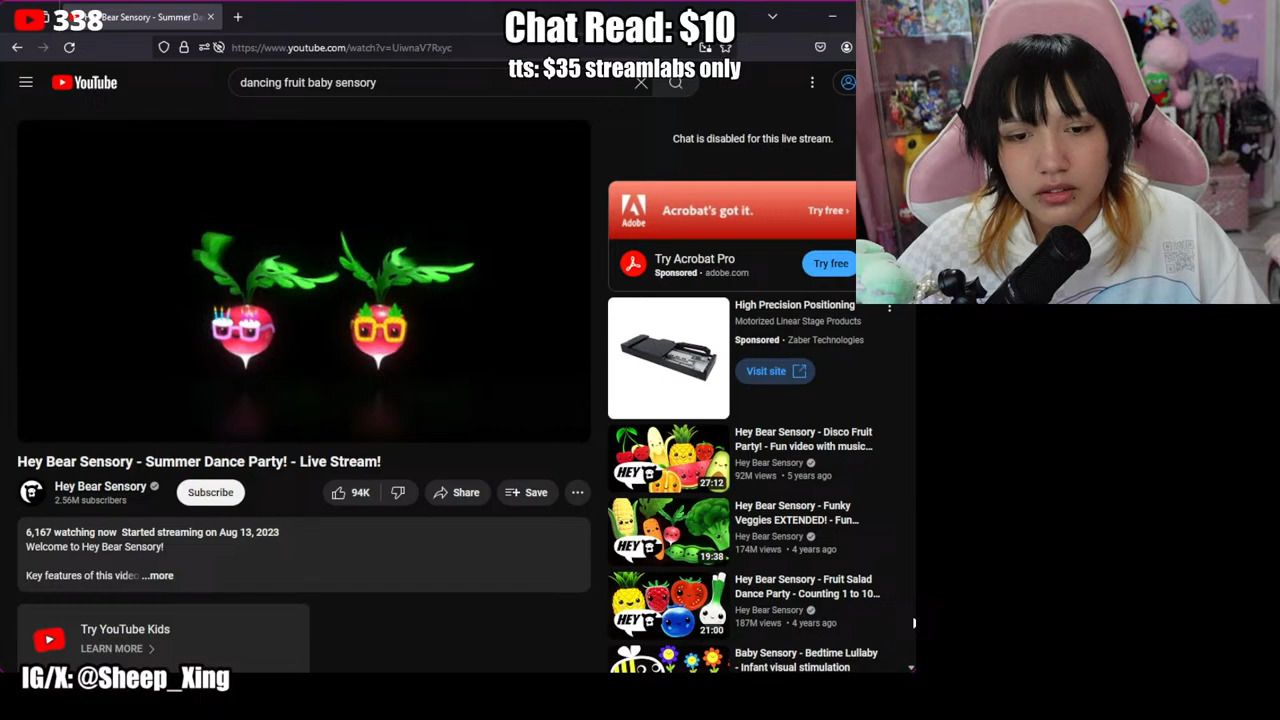 338
Bear Sensory - Summer Da
Chat Read: $10
tts: $35 streamlabs only
https://www.youtube.com/watch?v=UiwnaV7Rxyc
YouTube
dancing fruit baby sensory
Chat is disabled for this live stream.
Adobe
Acrobat's got it.
Try free ›
Try Acrobat Pro
Sponsored • adobe.com
Try free
High Precision Positioning
Motorized Linear Stage Products
Sponsored • Zaber Technologies
Visit site
Hey Bear Sensory - Summer Dance Party! - Live Stream!
Hey Bear Sensory
2.56M subscribers
Subscribe
94K
Share
Save
6,167 watching now Started streaming on Aug 13, 2023
Welcome to Hey Bear Sensory!
Key features of this video ...more
Try YouTube Kids
LEARN MORE
HEY
27:12
Hey Bear Sensory - Disco Fruit
Party! - Fun video with music...
Hey Bear Sensory
92M views • 5 years ago
HEY
19:38
Hey Bear Sensory - Funky
Veggies EXTENDED! - Fun...
Hey Bear Sensory
174M views • 4 years ago
HEY
21:00
Hey Bear Sensory - Fruit Salad
Dance Party - Counting 1 to 10...
Hey Bear Sensory
187M views • 4 years ago
Baby Sensory - Bedtime Lullaby
- Infant visual stimulation
IG/X: @Sheep_Xing